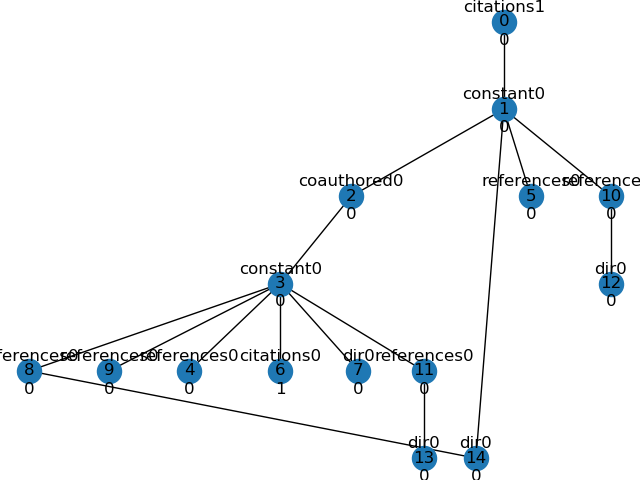 citations1
0
0
constant0
1
0
coauthored0 references0 reference
2 5 10
0 0 0
constant0 dir0
3 12
0 0
ferences0 references0 references0 citations0 dir0 references0
8 9 4 6 7 11
0 0 0 1 0 0
dir0 dir0
13 14
0 0